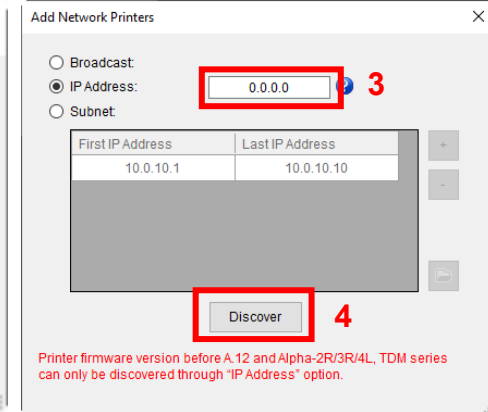 Add Network Printers
Broadcast:
IP Address:
0.0.0.0
?
3
Subnet:
First IP Address Last IP Address
+
10.0.10.1 10.0.10.10
-
Discover
4
Printer firmware version before A.12 and Alpha-2R/3R/4L, TDM series
can only be discovered through "IP Address" option.